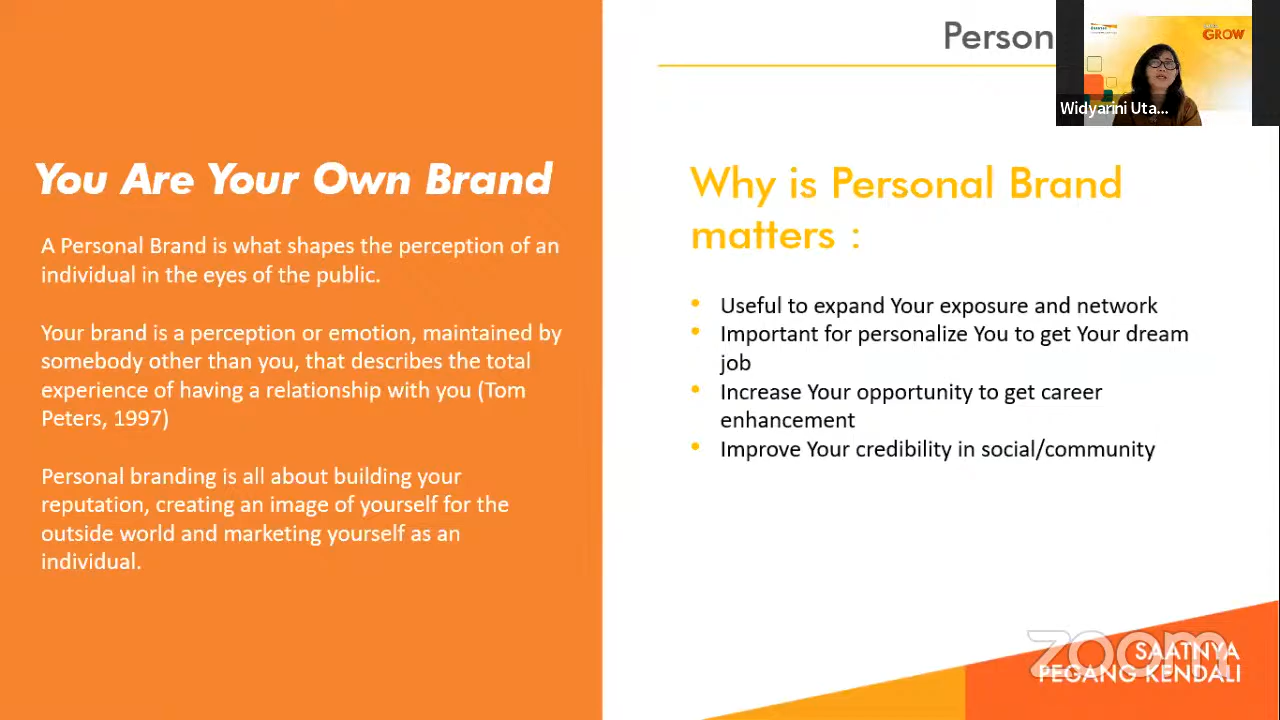 You Are Your Own Brand
A Personal Brand is what shapes the perception of an
individual in the eyes of the public.
Your brand is a perception or emotion, maintained by
somebody other than you, that describes the total
experience of having a relationship with you (Tom
Peters, 1997)
Personal branding is all about building your
reputation, creating an image of yourself for the
outside world and marketing yourself as an
individual.
Person
GROW
Widyarini Uta...
Why is Personal Brand
matters :
• Useful to expand Your exposure and network
• Important for personalize You to get Your dream
job
• Increase Your opportunity to get career
enhancement
• Improve Your credibility in social/community
zoom
SAATNYA
PEGANG KENDALI